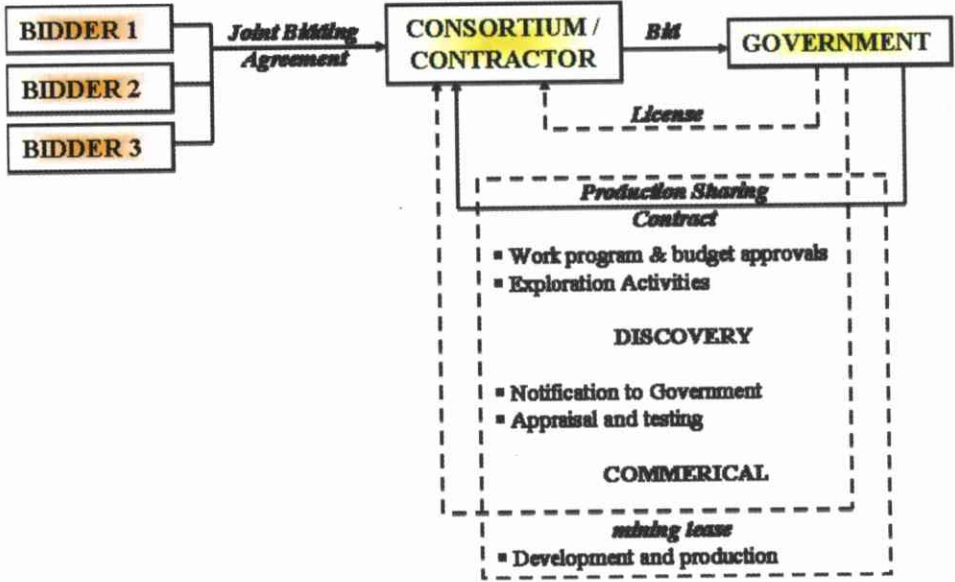 BIDDER 1
BIDDER 2
BIDDER 3
Joint Bidding
Agreement
CONSORTIUM /
CONTRACTOR
Bid
GOVERNMENT
License
Production Sharing
Contract
▪ Work program & budget approvals
▪ Exploration Activities
DISCOVERY
▪ Notification to Government
▪ Appraisal and testing
COMMERICAL
mining lease
▪ Development and production